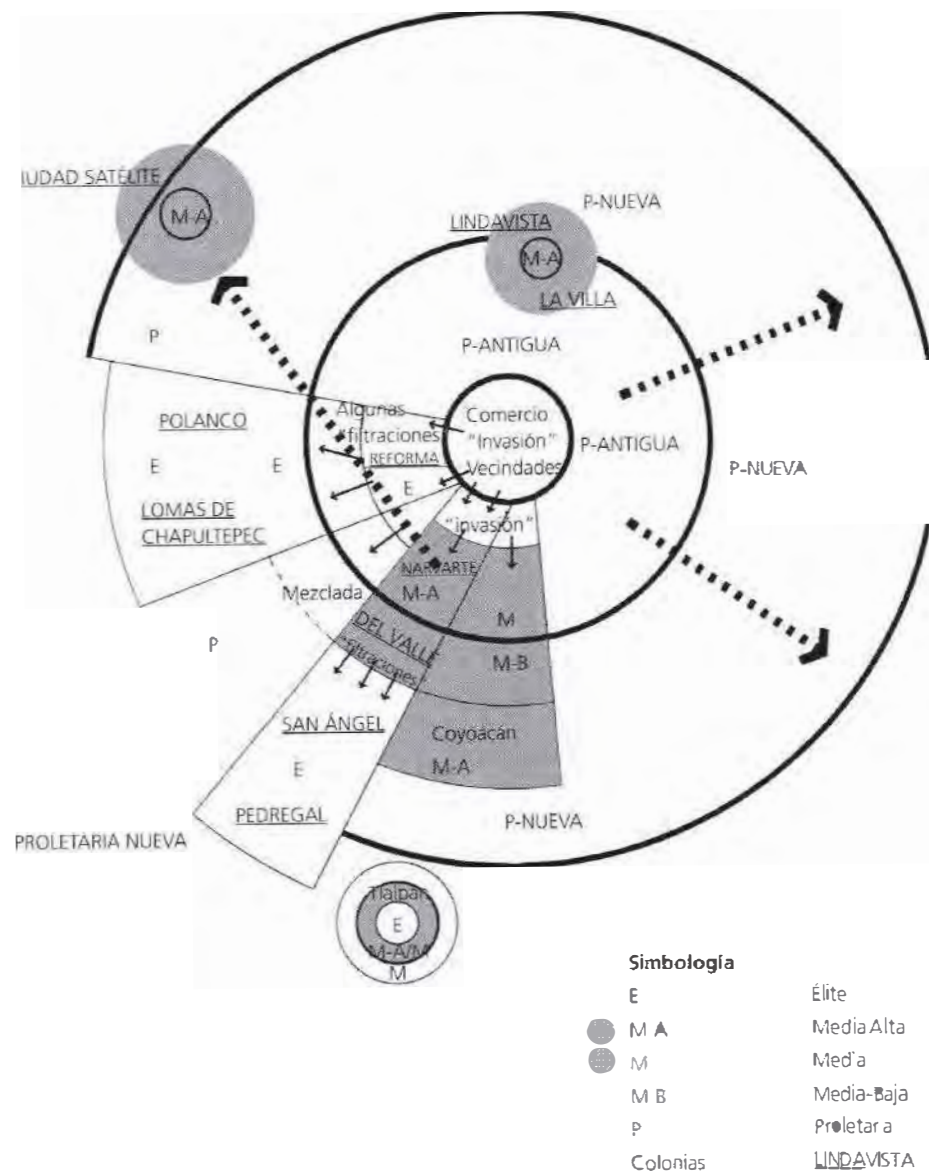 IUDAD SATÉLITE
M-A
P-NUEVA
LINDAVISTA
M-A
LA VILLA
P
P-ANTIGUA
Algunas
"filtraciones
REFORMA
E
Comercio
"Invasión"
Vecindades
P-ANTIGUA
P-NUEVA
POLANCO
E
E
LOMAS DE
CHAPULTEPEC
"invasión"
NARVARTE
M-A
Mezclada
M
P
DEL VALLE
"filtraciones"
M-B
SAN ÁNGEL
E
PEDREGAL
Coyoacán
M-A
P-NUEVA
PROLETARIA NUEVA
Tlalpan
E
M-A/M
M
Simbología
E Élite
M A Media Alta
M Med a
M B Media-Baja
P Proletar a
Colonias LINDAVISTA